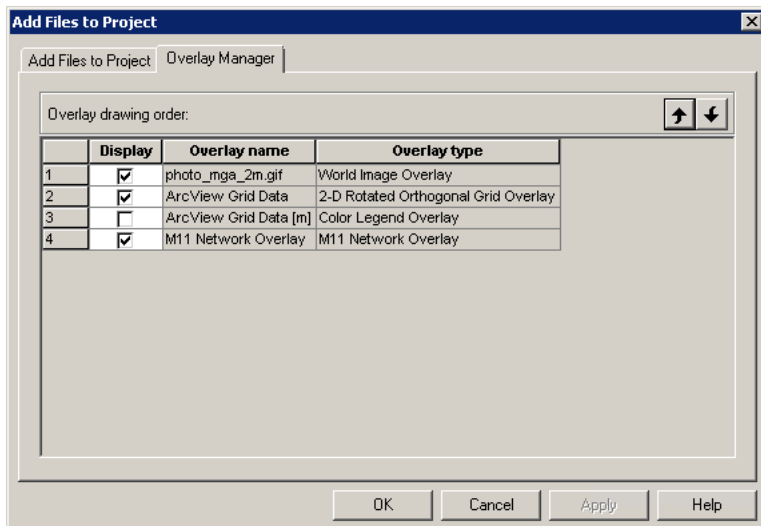 Add Files to Project
Add Files to Project Overlay Manager
Overlay drawing order:
Display Overlay name Overlay type
1 photo_mga_2m.gif World Image Overlay
2 ArcView Grid Data 2-D Rotated Orthogonal Grid Overlay
3 ArcView Grid Data [m] Color Legend Overlay
4 M11 Network Overlay M11 Network Overlay
OK Cancel Apply Help